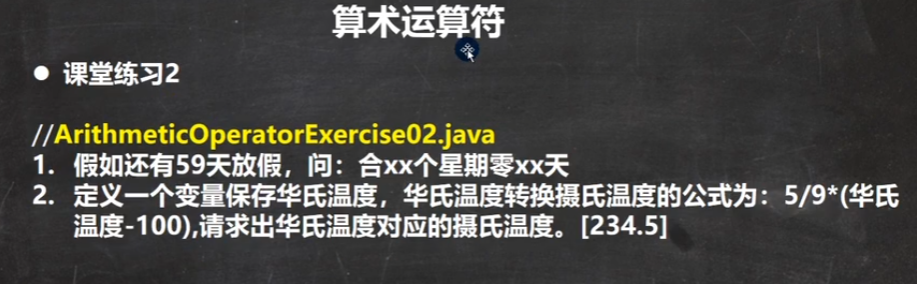 算术运算符
● 课堂练习2
//ArithmeticOperatorExercise02.java
1. 假如还有59天放假，问：合xx个星期零xx天
2. 定义一个变量保存华氏温度，华氏温度转换摄氏温度的公式为：5/9*(华氏
温度-100),请求出华氏温度对应的摄氏温度。[234.5]